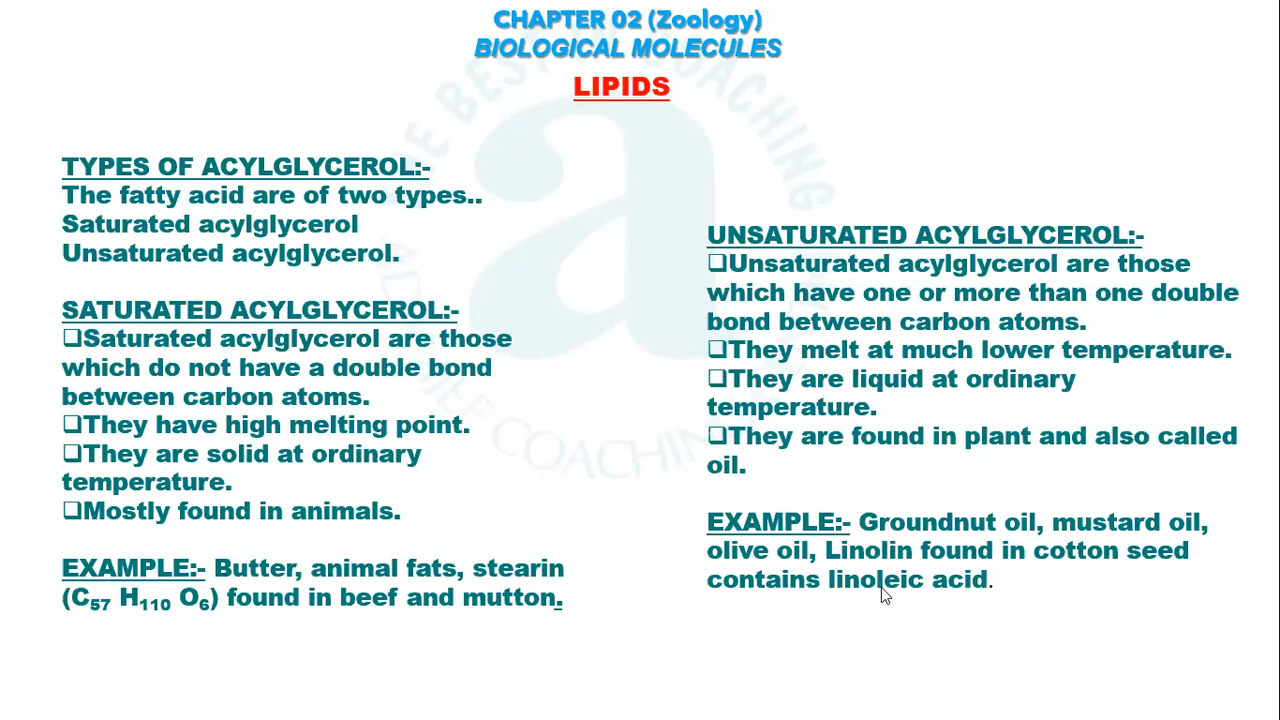 CHAPTER 02 (Zoology)
BIOLOGICAL MOLECULES
LIPIDS
TYPES OF ACYLGLYCEROL:-
The fatty acid are of two types..
Saturated acylglycerol
Unsaturated acylglycerol.
SATURATED ACYLGLYCEROL:-
❑Saturated acylglycerol are those
which do not have a double bond
between carbon atoms.
❑They have high melting point.
❑They are solid at ordinary
temperature.
❑Mostly found in animals.
EXAMPLE:- Butter, animal fats, stearin
(C₅₇ H₁₁₀ O₆) found in beef and mutton.
UNSATURATED ACYLGLYCEROL:-
❑Unsaturated acylglycerol are those
which have one or more than one double
bond between carbon atoms.
❑They melt at much lower temperature.
❑They are liquid at ordinary
temperature.
❑They are found in plant and also called
oil.
EXAMPLE:- Groundnut oil, mustard oil,
olive oil, Linolin found in cotton seed
contains linoleic acid.